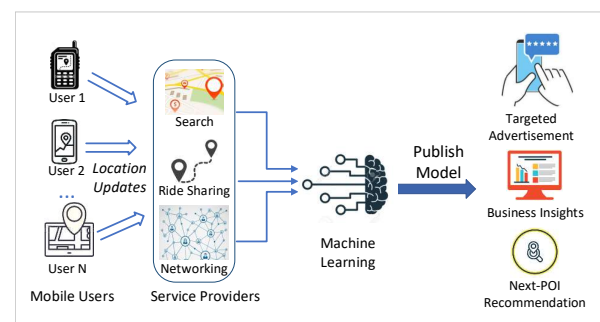 User 1
User 2
...
User N
Mobile Users
Location
Updates
Search
Ride Sharing
Networking
Service Providers
Machine
Learning
Publish
Model
Targeted
Advertisement
Business Insights
Next-POI
Recommendation